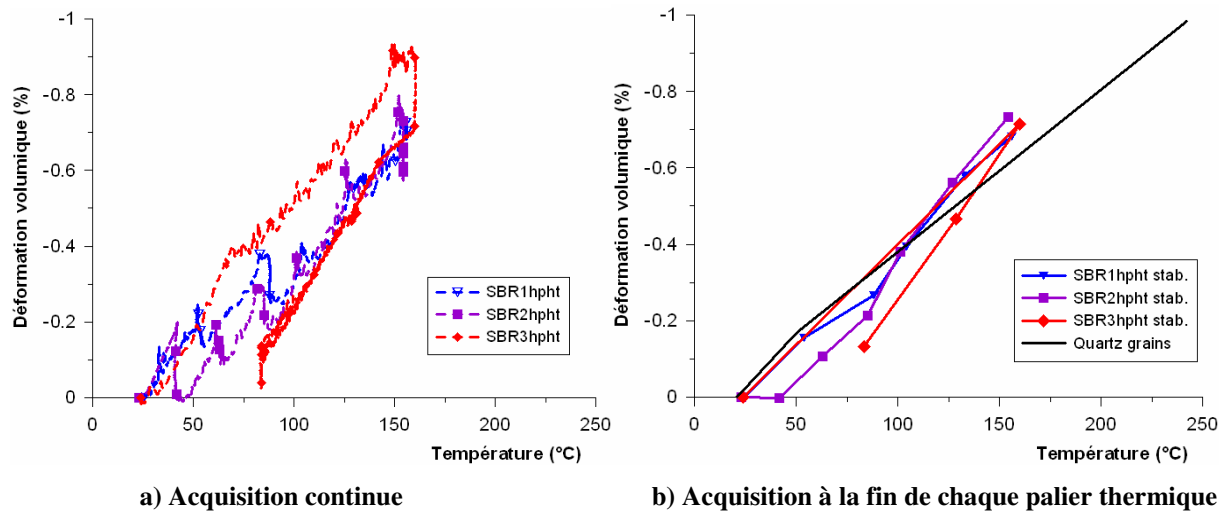 -1
-0.8
-0.6
-0.4
-0.2
0
Déformation volumique (%)
0
50
100
150
200
250
Température (°C)
SBR1hpht
SBR2hpht
SBR3hpht
a) Acquisition continue
-1
-0.8
-0.6
-0.4
-0.2
0
Déformation volumique (%)
0
50
100
150
200
250
Température (°C)
SBR1hpht stab.
SBR2hpht stab.
SBR3hpht stab.
Quartz grains
b) Acquisition à la fin de chaque palier thermique